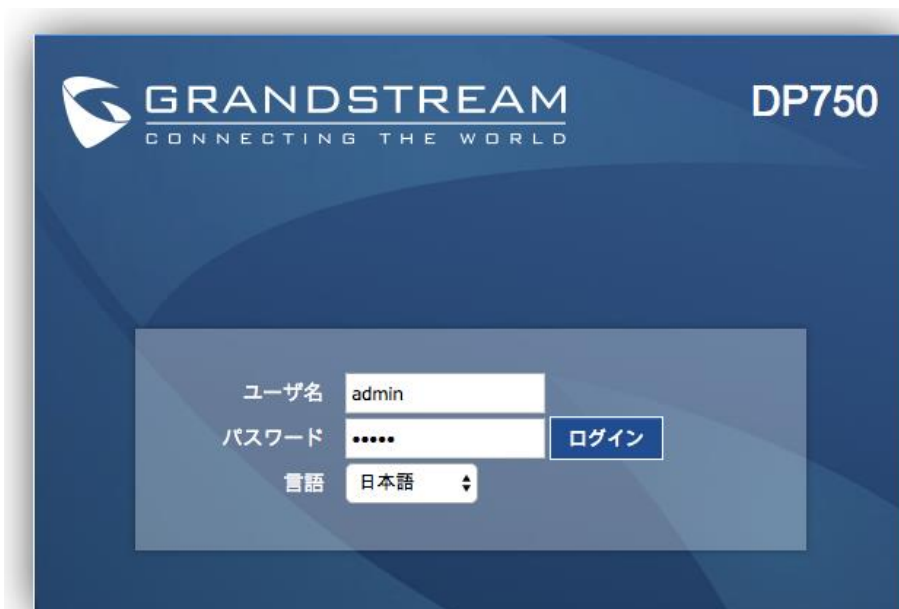 GRANDSTREAM
CONNECTING THE WORLD
DP750
ユーザ名 admin
パスワード •••••  ログイン
言語 日本語